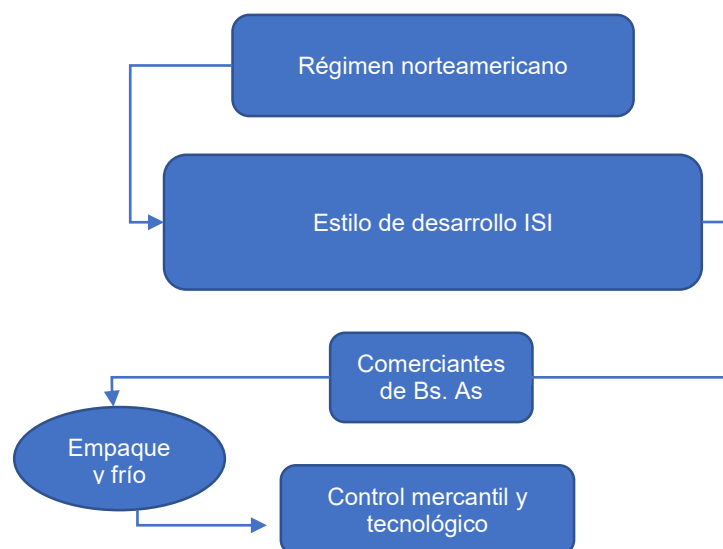 Régimen norteamericano
Estilo de desarrollo ISI
Comerciantes
de Bs. As
Empaque
y frío
Control mercantil y
tecnológico